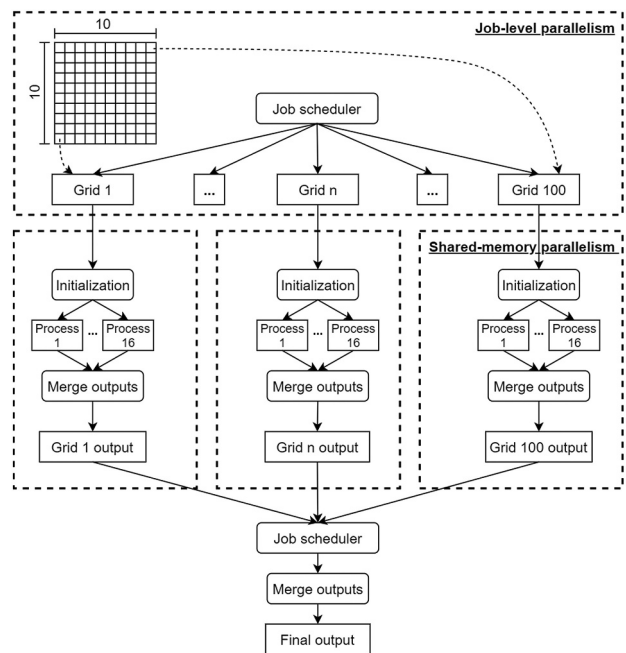 10
Job-level parallelism
10
Job scheduler
Grid 1
...
Grid n
...
Grid 100
Shared-memory parallelism
Initialization
Initialization
Initialization
Process
1
...
Process
16
Process
1
...
Process
16
Process
1
...
Process
16
Merge outputs
Merge outputs
Merge outputs
Grid 1 output
Grid n output
Grid 100 output
Job scheduler
Merge outputs
Final output